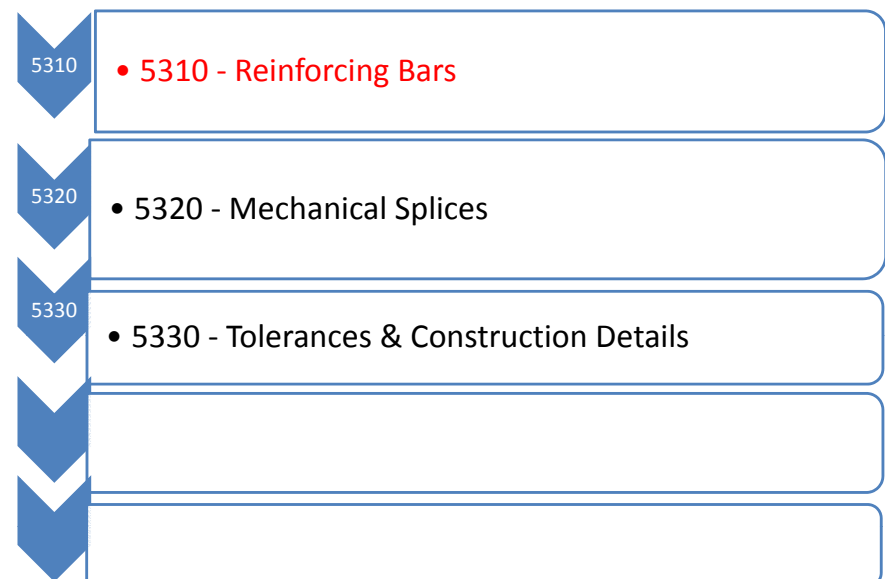 5310
• 5310 - Reinforcing Bars
5320
• 5320 - Mechanical Splices
5330
• 5330 - Tolerances & Construction Details